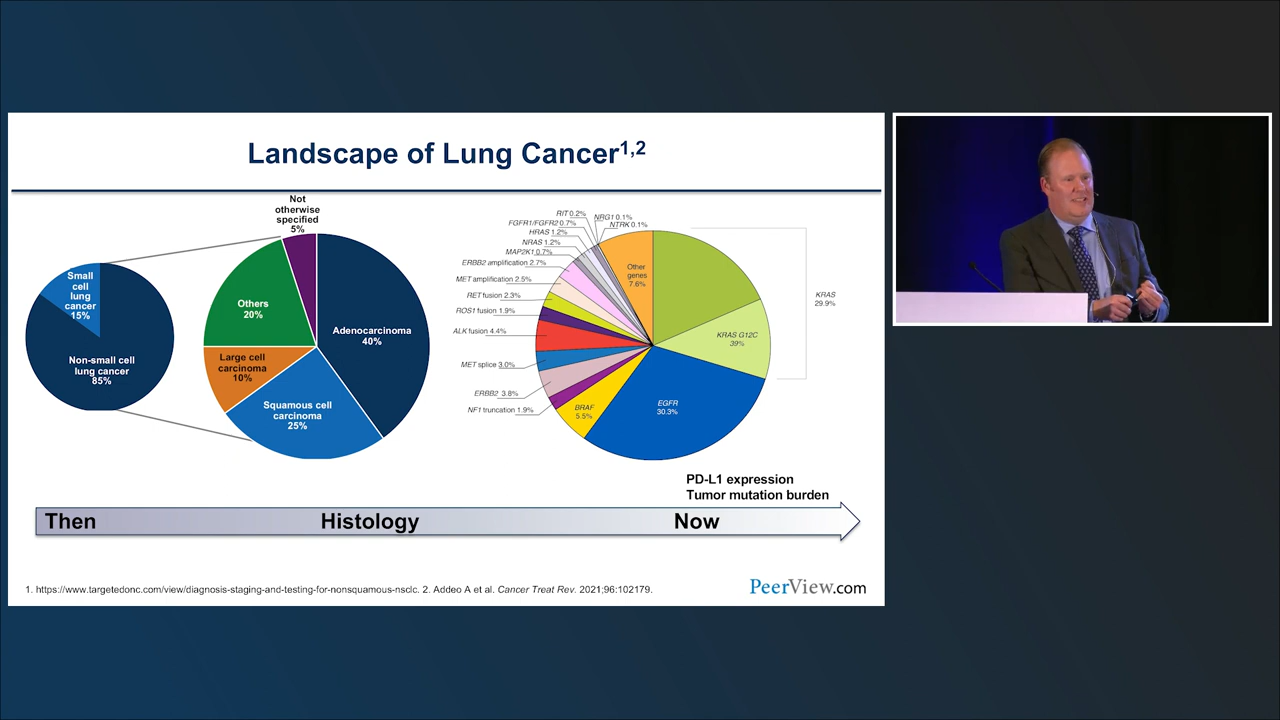 Landscape of Lung Cancer1,2
Small
cell
lung
cancer
15%
Non-small cell
lung cancer
85%
Not
otherwise
specified
5%
Others
20%
Adenocarcinoma
40%
Large cell
carcinoma
10%
Squamous cell
carcinoma
25%
RIT 0.2%
NRG1 0.1%
FGFR1/FGFR2 0.7%
NTRK 0.1%
HRAS 1.2%
NRAS 1.2%
MAP2K1 0.7%
ERBB2 amplification 2.7%
MET amplification 2.5%
RET fusion 2.3%
ROS1 fusion 1.9%
ALK fusion 4.4%
MET splice 3.0%
ERBB2 3.8%
NF1 truncation 1.9%
BRAF
5.5%
EGFR
30.3%
Other
genes
7.6%
KRAS G12C
39%
KRAS
29.9%
PD-L1 expression
Tumor mutation burden
Then Histology Now
1. https://www.targetedonc.com/view/diagnosis-staging-and-testing-for-nonsquamous-nsclc. 2. Addeo A et al. Cancer Treat Rev. 2021;96:102179.
PeerView.com